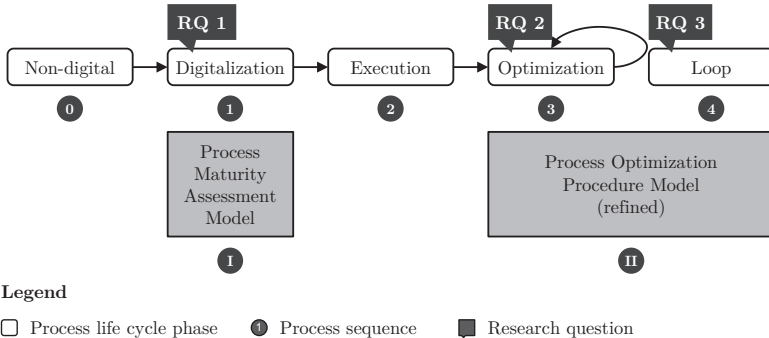 RQ 1
RQ 2
RQ 3
Non-digital
Digitalization
Execution
Optimization
Loop
0
1
2
3
4
Process
Maturity
Assessment
Model
Process Optimization
Procedure Model
(refined)
I
II
Legend
Process life cycle phase
1
Process sequence
Research question